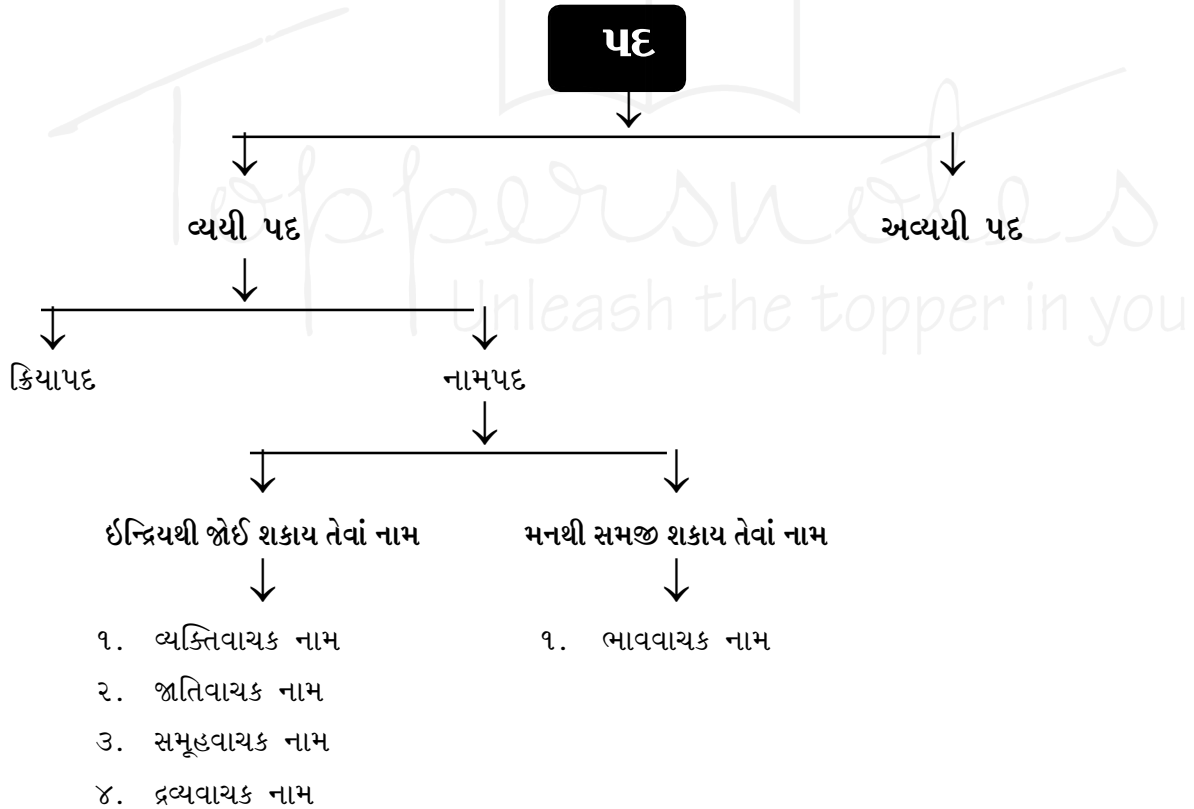 પદ
વ્યયી પદ
અવ્યયી પદ
ક્રિયાપદ
નામપદ
ઈન્દ્રિયથી જોઈ શકાય તેવાં નામ
મનથી સમજી શકાય તેવાં નામ
૧. વ્યક્તિવાચક નામ
૨. જાતિવાચક નામ
૩. સમૂહવાચક નામ
૪. દ્રવ્યવાચક નામ
૧. ભાવવાચક નામ
Toppersnotes
Unleash the topper in you